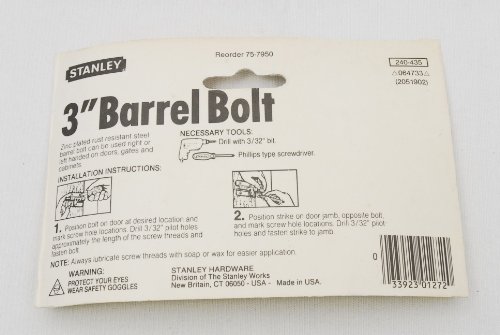 Reorder 75-7950
STANLEY
240-435
△064733△
(2051902)
3" Barrel Bolt
Zinc plated rust resistant steel
barrel bolt can be used right or
left handed on doors, gates and
cabinets.
NECESSARY TOOLS:
Drill with 3/32" bit.
Phillips type screwdriver.
INSTALLATION INSTRUCTIONS:
1. Position bolt on door at desired location and
mark screw hole locations. Drill 3/32" pilot holes
approximately the length of the screw threads and
fasten bolt.
2. Position strike on door jamb, opposite bolt,
and mark screw hole locations. Drill 3/32" pilot
holes and fasten strike to jamb.
NOTE: Always lubricate screw threads with soap or wax for easier application.
WARNING:
PROTECT YOUR EYES
WEAR SAFETY GOGGLES
STANLEY HARDWARE
Division of The Stanley Works
New Britain, CT 06050 - USA - Made in USA.
0 33923 01272